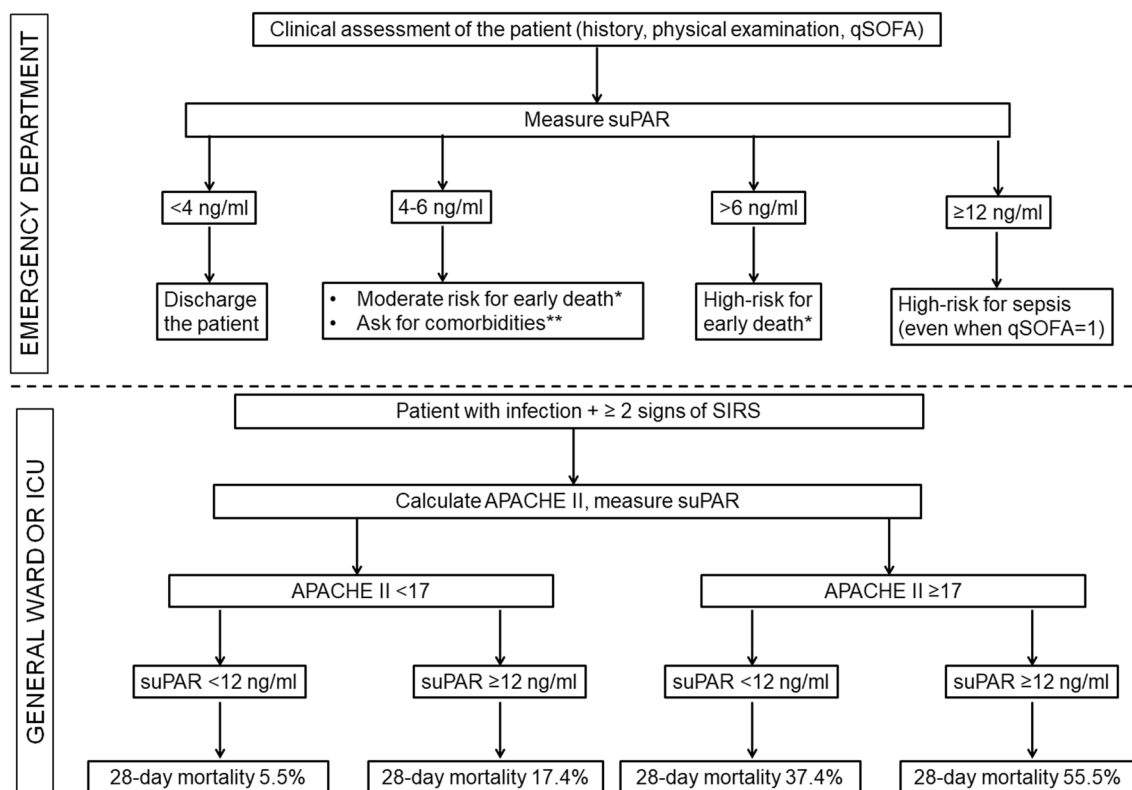 EMERGENCY DEPARTMENT
Clinical assessment of the patient (history, physical examination, qSOFA)
Measure suPAR
<4 ng/ml
4-6 ng/ml
>6 ng/ml
≥12 ng/ml
Discharge
the patient
• Moderate risk for early death*
• Ask for comorbidities**
High-risk for
early death*
High-risk for sepsis
(even when qSOFA=1)
GENERAL WARD OR ICU
Patient with infection + ≥ 2 signs of SIRS
Calculate APACHE II, measure suPAR
APACHE II <17
APACHE II ≥17
suPAR <12 ng/ml
suPAR ≥12 ng/ml
suPAR <12 ng/ml
suPAR ≥12 ng/ml
28-day mortality 5.5%
28-day mortality 17.4%
28-day mortality 37.4%
28-day mortality 55.5%